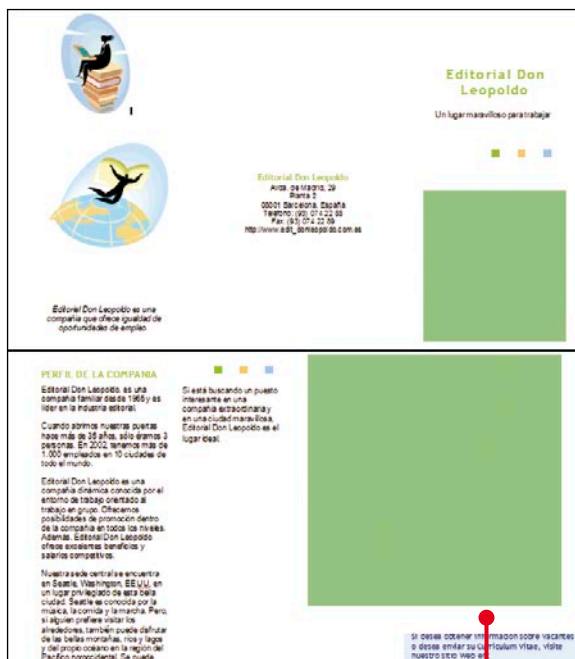 Editorial Don
Leopoldo
Un lugar maravilloso para trabajar
Editorial Don Leopoldo
Avda. de Madrid, 29
Planta 2
08001 Barcelona. España
Teléfono: (93) 074 22 88
Fax: (93) 074 22 89
http://www.edit_donleopoldo.com.es
Editorial Don Leopoldo es una
compañía que ofrece igualdad de
oportunidades de empleo
PERFIL DE LA COMPAÑIA
Editorial Don Leopoldo. es una
compañía familiar desde 1965 y es
líder en la industria editorial.
Cuando abrimos nuestras puertas
hace más de 35 años, sólo éramos 3
personas. En 2002, tenemos más de
1.000 empleados en 10 ciudades de
todo el mundo.
Editorial Don Leopoldo es una
compañía dinámica conocida por el
entorno de trabajo orientado al
trabajo en grupo. Ofrecemos
posibilidades de promoción dentro
de la compañía en todos los niveles.
Además, Editorial Don Leopoldo
ofrece excelentes beneficios y
salarios competitivos.
Nuestra sede central se encuentra
en Seattle, Washington, EE.UU, en
un lugar privilegiado de esta bella
ciudad. Seattle es conocida por la
música, la comida y la marcha. Pero,
si alguien prefiere visitar los
alrededores, también puede disfrutar
de las bellas montañas, ríos y lagos
y del propio océano en la región del
Pacífico noroccidental. Se puede
Si está buscando un puesto
interesante en una
compañía extraordinaria y
en una ciudad maravillosa,
Editorial Don Leopoldo es el
lugar ideal.
Si desea obtener información sobre vacantes
o desea enviar su Curriculum Vitae, visite
nuestro sitio Web en